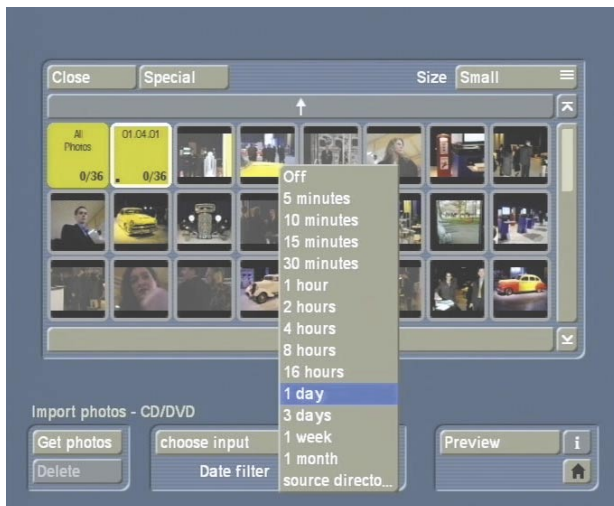 Close
Special
Size
Small
All
Photos
0/36
01.04.01
0/36
Off
5 minutes
10 minutes
15 minutes
30 minutes
1 hour
2 hours
4 hours
8 hours
16 hours
1 day
3 days
1 week
1 month
source directo...
Import photos - CD/DVD
Get photos
choose input
Preview
i
Delete
Date filter